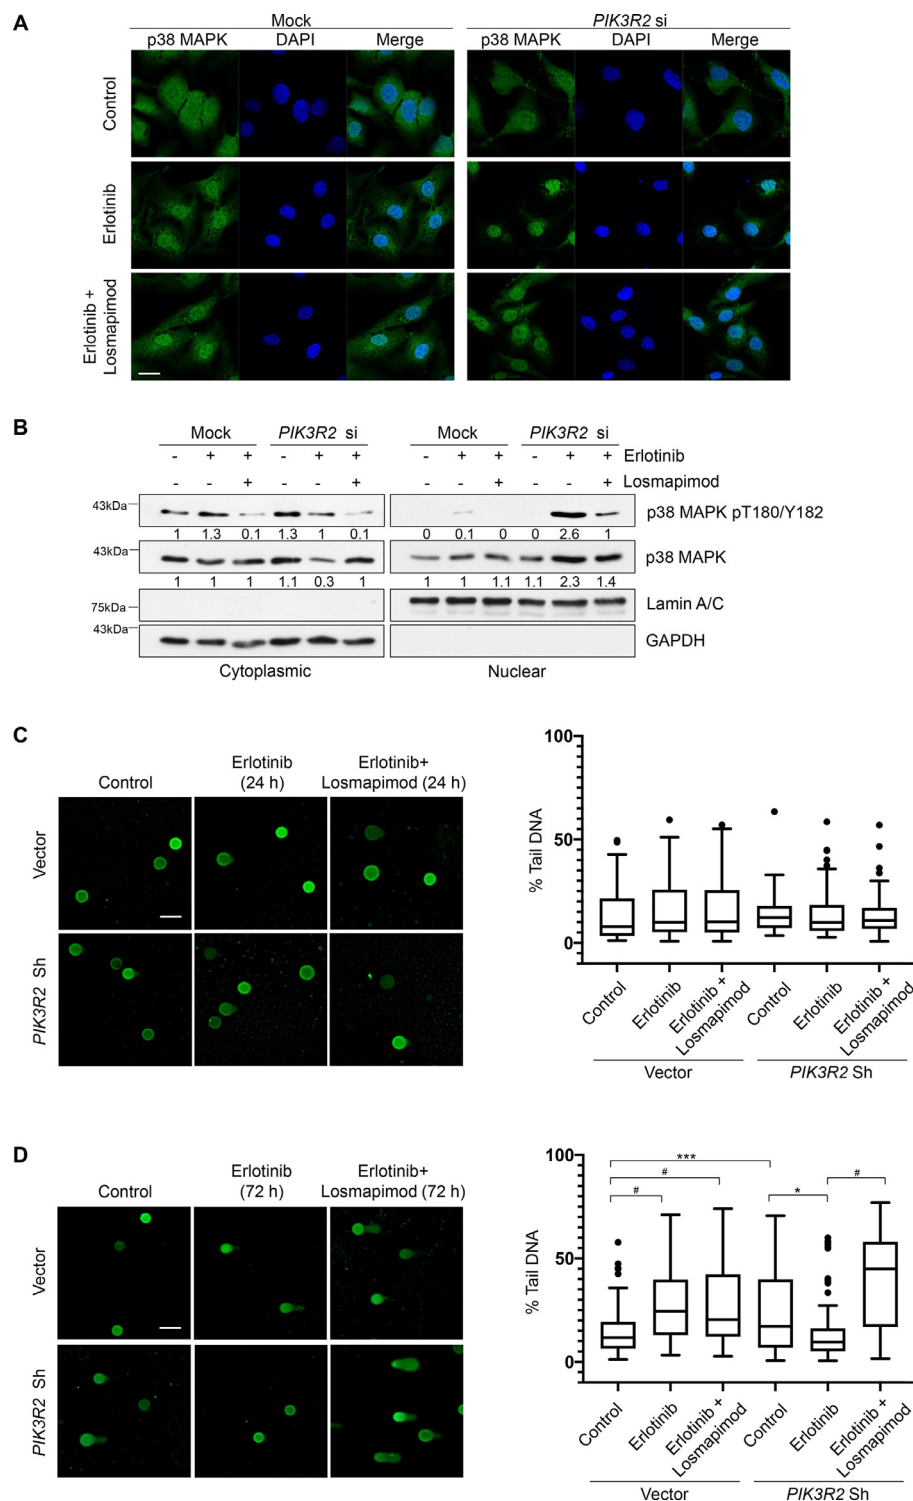 A
Mock
PIK3R2 si
p38 MAPK DAPI Merge p38 MAPK DAPI Merge
Control
Erlotinib
Erlotinib +
Losmapimod
B
Mock PIK3R2 si Mock PIK3R2 si
- + + - + + - + + - + + Erlotinib
- - + - - + - - + - - + Losmapimod
43kDa p38 MAPK pT180/Y182
1 1.3 0.1 1.3 1 0.1 0 0.1 0 0 2.6 1
43kDa p38 MAPK
1 1 1 1.1 0.3 1 1 1 1.1 1.1 2.3 1.4
75kDa Lamin A/C
43kDa GAPDH
Cytoplasmic Nuclear
C
Control
Erlotinib
(24 h)
Erlotinib+
Losmapimod (24 h)
Vector
PIK3R2 Sh
% Tail DNA
100
50
0
Control
Erlotinib
Erlotinib +
Losmapimod
Control
Erlotinib
Erlotinib +
Losmapimod
Vector
PIK3R2 Sh
D
Control
Erlotinib
(72 h)
Erlotinib+
Losmapimod (72 h)
Vector
PIK3R2 Sh
% Tail DNA
100
50
0
***
#
#
*
#
Control
Erlotinib
Erlotinib +
Losmapimod
Control
Erlotinib
Erlotinib +
Losmapimod
Vector
PIK3R2 Sh